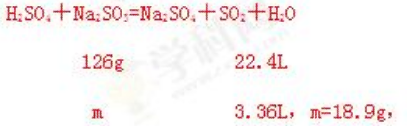 H₂SO₄+Na₂SO₃=Na₂SO₄+SO₂+H₂O
126g 22.4L
m 3.36L, m=18.9g,